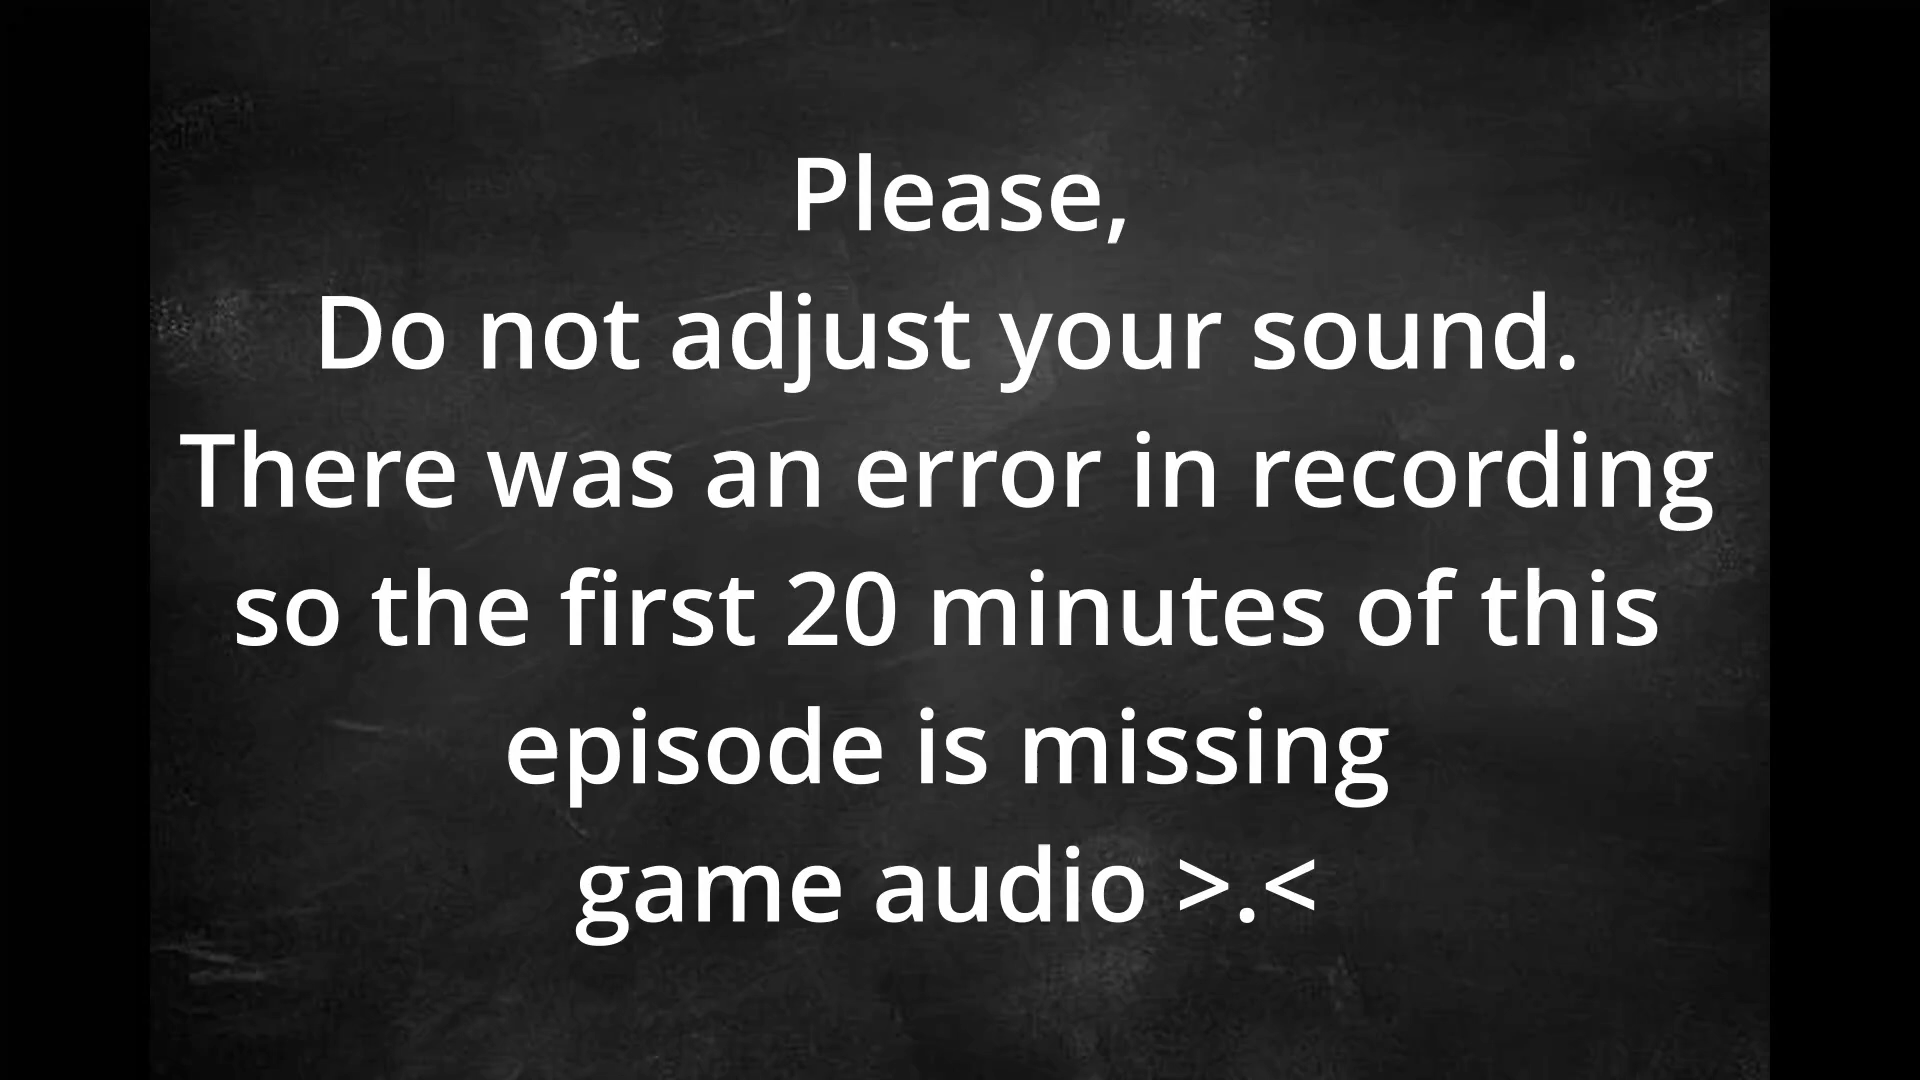 Please,
Do not adjust your sound.
There was an error in recording
so the first 20 minutes of this
episode is missing
game audio >.<